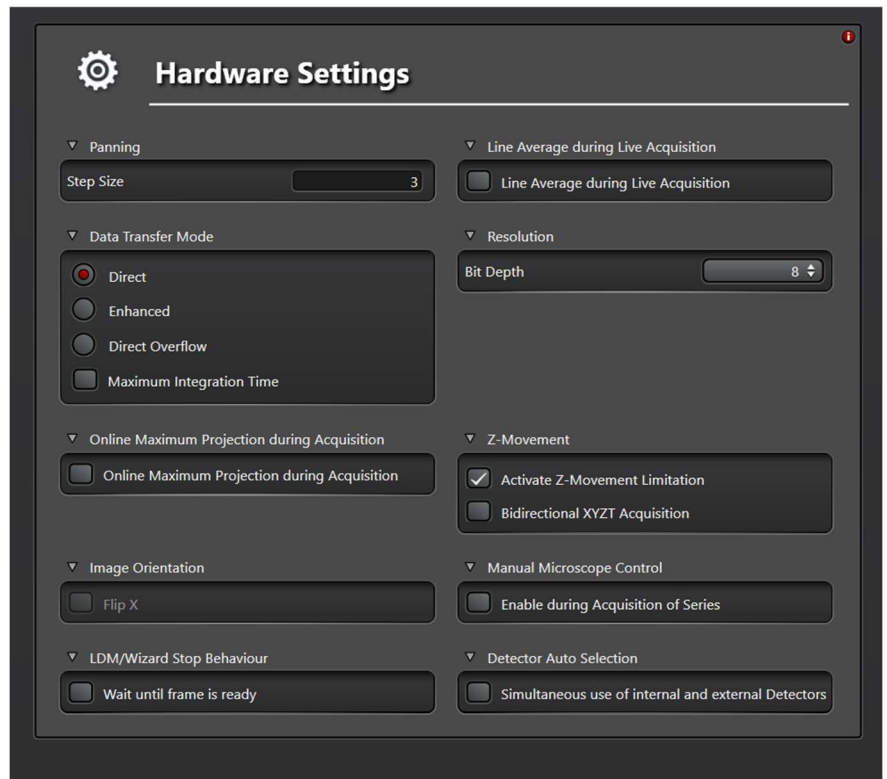 Hardware Settings
Panning
Step Size 3
Data Transfer Mode
Direct
Enhanced
Direct Overflow
Maximum Integration Time
Online Maximum Projection during Acquisition
Online Maximum Projection during Acquisition
Image Orientation
Flip X
LDM/Wizard Stop Behaviour
Wait until frame is ready
Line Average during Live Acquisition
Line Average during Live Acquisition
Resolution
Bit Depth 8
Z-Movement
Activate Z-Movement Limitation
Bidirectional XYZT Acquisition
Manual Microscope Control
Enable during Acquisition of Series
Detector Auto Selection
Simultaneous use of internal and external Detectors